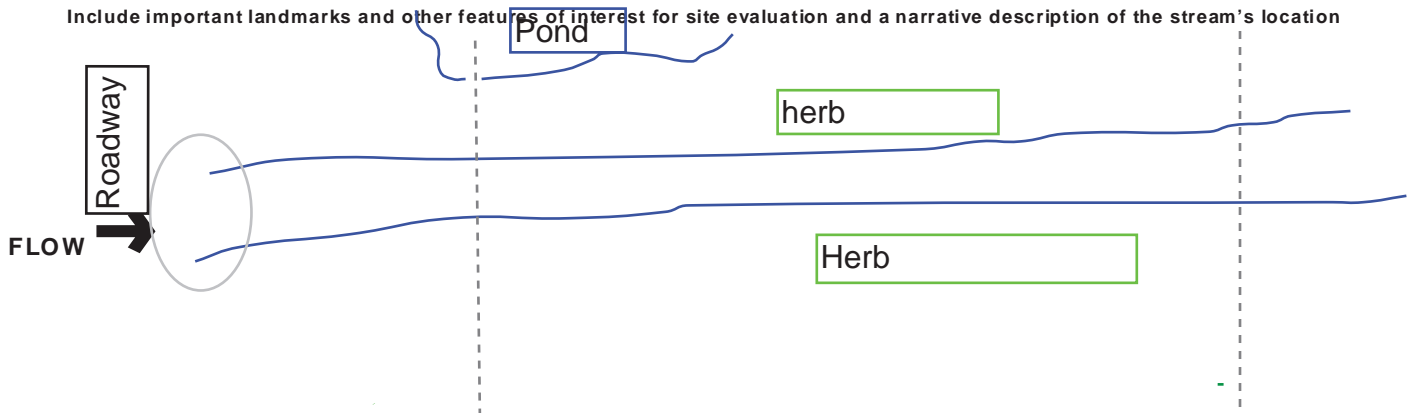 Include important landmarks and other features of interest for site evaluation and a narrative description of the stream's location
Pond
Roadway
herb
FLOW
Herb